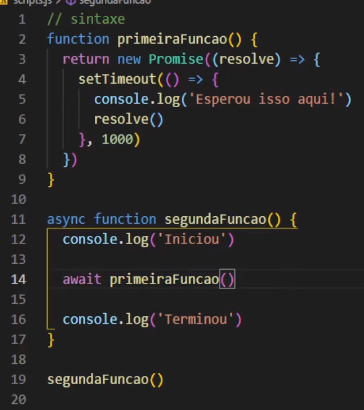 scripts.js > segundaFuncao
1 // sintaxe
2 function primeiraFuncao() {
3 return new Promise((resolve) => {
4 setTimeout(() => {
5 console.log('Esperou isso aqui!')
6 resolve()
7 }, 1000)
8 })
9 }
10
11 async function segundaFuncao() {
12 console.log('Iniciou')
13
14 await primeiraFuncao()
15
16 console.log('Terminou')
17 }
18
19 segundaFuncao()